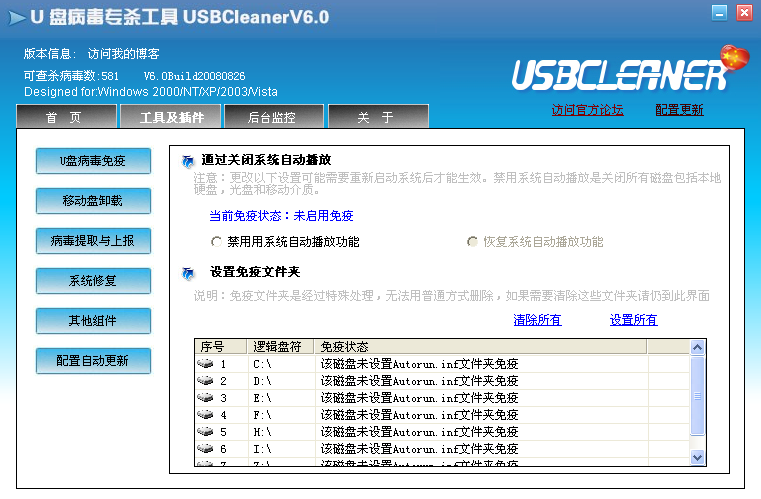 U 盘病毒专杀工具 USBCleanerV6.0
版本信息: 访问我的博客
可查杀病毒数:581 V6.0Build20080826
Designed for:Windows 2000/NT/XP/2003/Vista
USBCLEANER
访问官方论坛 配置更新
首 页 工具及插件 后台监控 关 于
U盘病毒免疫
移动盘卸载
病毒提取与上报
系统修复
其他组件
配置自动更新
通过关闭系统自动播放
注意:更改以下设置可能需要重新启动系统后才能生效。禁用系统自动播放是关闭所有磁盘包括本地
硬盘,光盘和移动介质。
当前免疫状态:未启用免疫
禁用用系统自动播放功能 恢复系统自动播放功能
设置免疫文件夹
说明:免疫文件夹是经过特殊处理,无法用普通方式删除,如果需要清除这些文件夹请仍到此界面
清除所有 设置所有
序号 逻辑盘符 免疫状态
1 C:\ 该磁盘未设置Autorun.inf文件夹免疫
2 D:\ 该磁盘未设置Autorun.inf文件夹免疫
3 E:\ 该磁盘未设置Autorun.inf文件夹免疫
4 F:\ 该磁盘未设置Autorun.inf文件夹免疫
5 H:\ 该磁盘未设置Autorun.inf文件夹免疫
6 I:\ 该磁盘未设置Autorun.inf文件夹免疫
7 Z:\ 该磁盘未设置Autorun.inf文件夹免疫